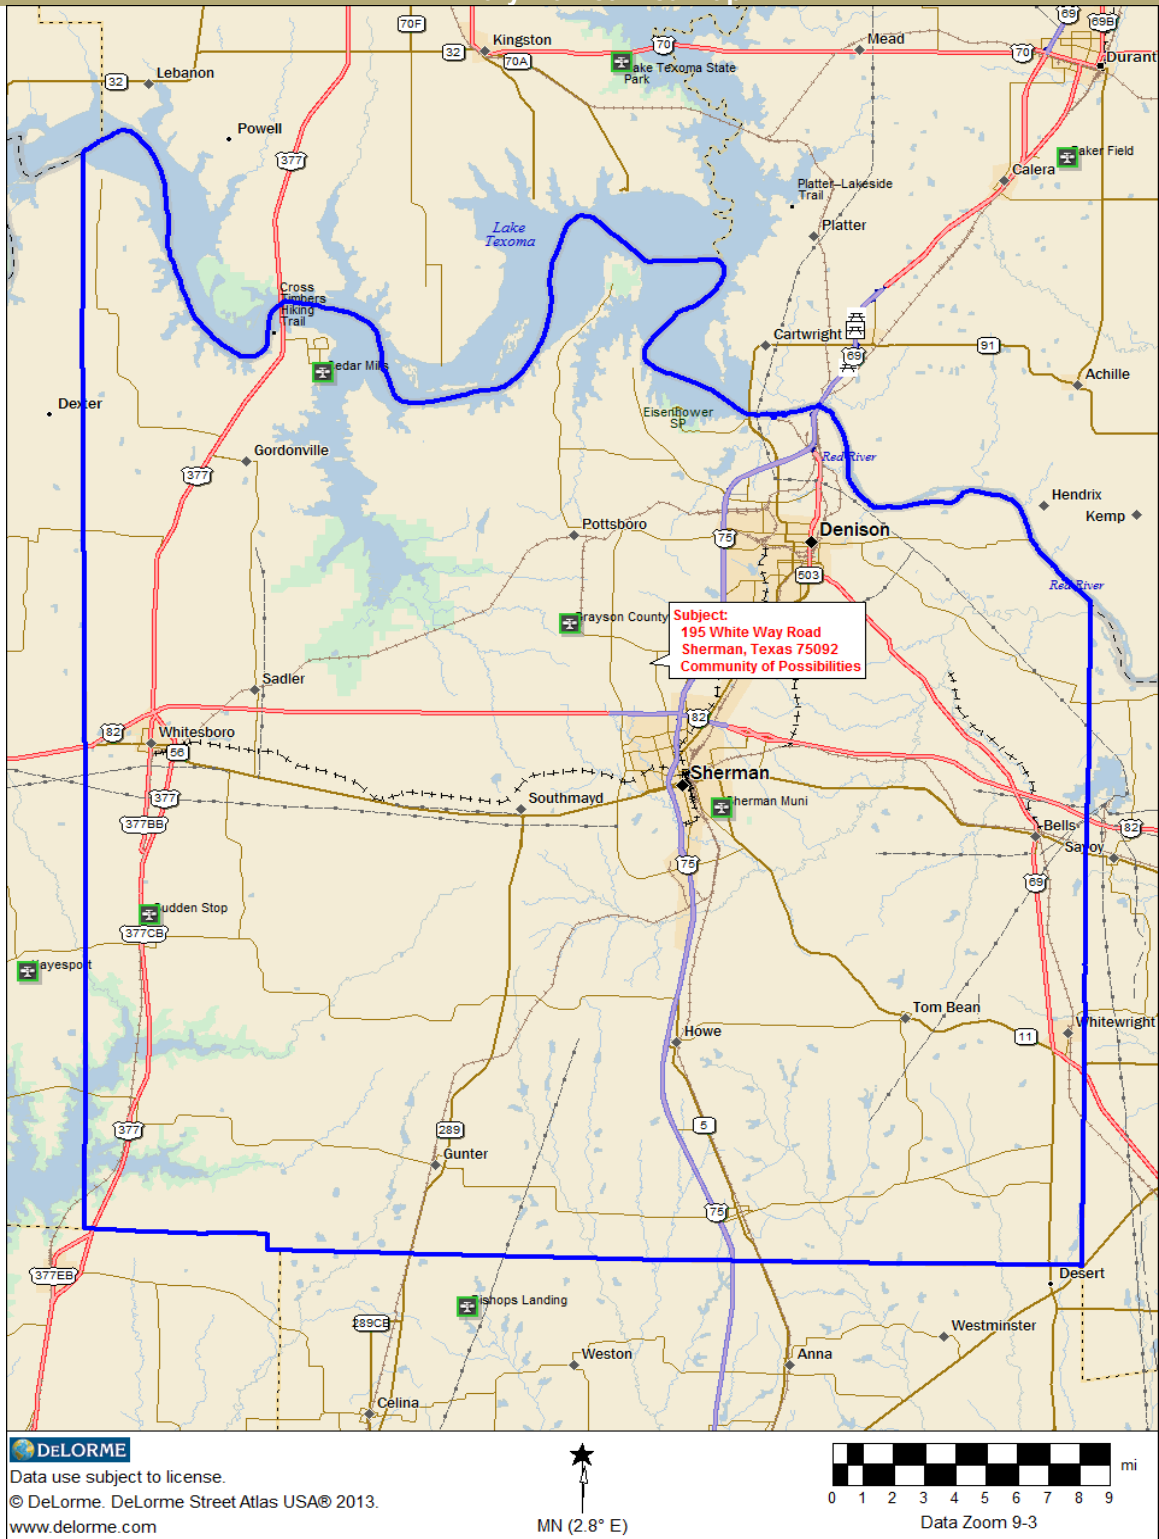 70F
69
69B
Kingston
32
70A
70
Mead
70
Durant
Lake Texoma State
Park
Lebanon
32
Powell
377
Baker Field
Calera
Platter-Lakeside
Trail
Platter
Lake
Texoma
Cross
Timbers
Hiking
Trail
Cartwright
69
91
Achille
Cedar Mills
Dexter
Eisenhower
SP
Gordonville
377
Red River
Hendrix
Kemp
Pottsboro
75
Denison
503
Red River
Grayson County
Subject:
195 White Way Road
Sherman, Texas 75092
Community of Possibilities
Sadler
82
Whitesboro
56
82
Sherman
377
377BB
Southmayd
Sherman Muni
Bells
82
Savoy
75
69
Sudden Stop
377CB
Hayesport
Tom Bean
Whitewright
Howe
11
377
289
5
Gunter
75
377EB
Desert
Bishops Landing
289CB
Westminster
Weston
Anna
Celina
DELORME
Data use subject to license.
© DeLorme. DeLorme Street Atlas USA® 2013.
www.delorme.com
MN (2.8° E)
mi
0 1 2 3 4 5 6 7 8 9
Data Zoom 9-3